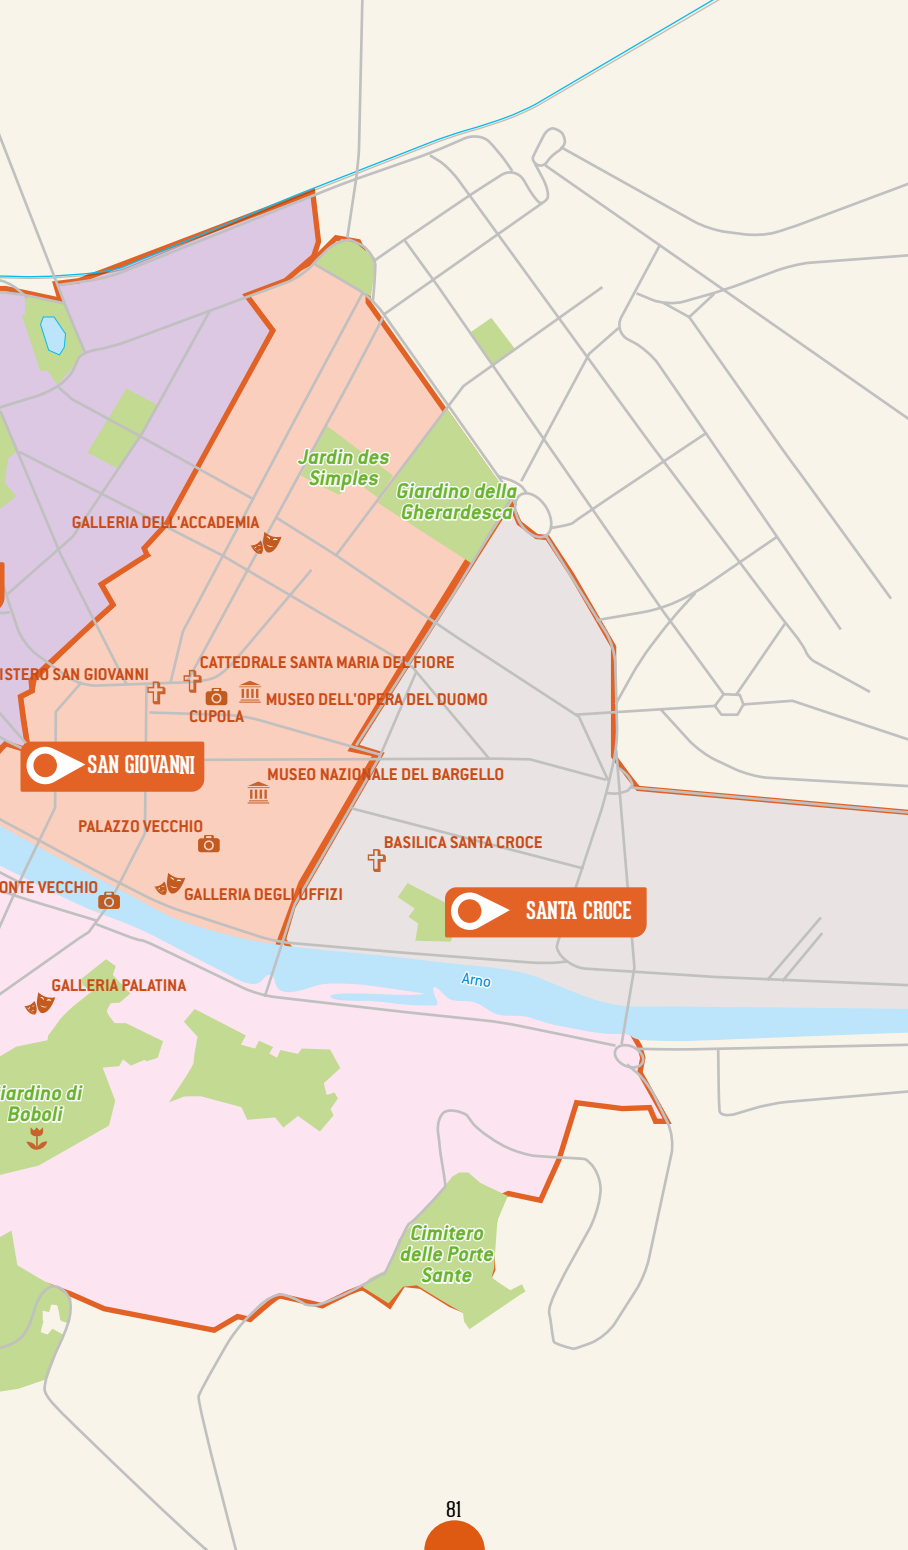 Jardin des
Simples
Giardino della
Gherardesca
GALLERIA DELL'ACCADEMIA
CATTEDRALE SANTA MARIA DEL FIORE
ISTERO SAN GIOVANNI
MUSEO DELL'OPERA DEL DUOMO
CUPOLA
SAN GIOVANNI
MUSEO NAZIONALE DEL BARGELLO
PALAZZO VECCHIO
BASILICA SANTA CROCE
ONTE VECCHIO
GALLERIA DEGLI UFFIZI
SANTA CROCE
Arno
GALLERIA PALATINA
iardino di
Boboli
Cimitero
delle Porte
Sante
81